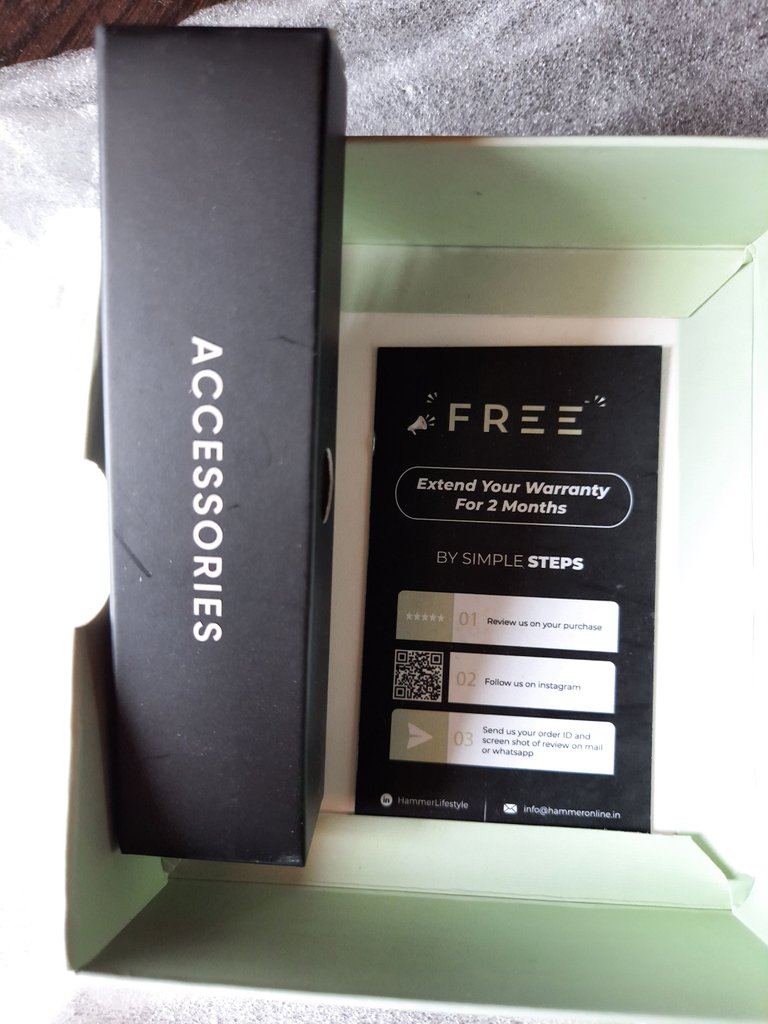 ACCESSORIES
FREE
Extend Your Warranty
For 2 Months
BY SIMPLE STEPS
01 Review us on your purchase
02 Follow us on instagram
03 Send us your order ID and
screen shot of review on mail
or whatsapp
in HammerLifestyle
info@hammeronline.in